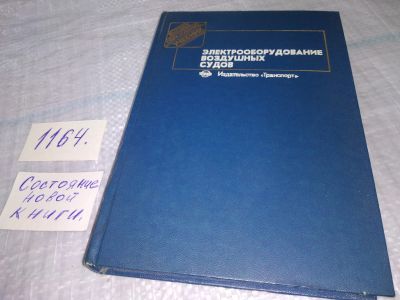 ЭЛЕКТРООБОРУДОВАНИЕ
ВОЗДУШНЫХ
СУДОВ
Издательство «Транспорт»
1164.
Состояние
новой
книги.